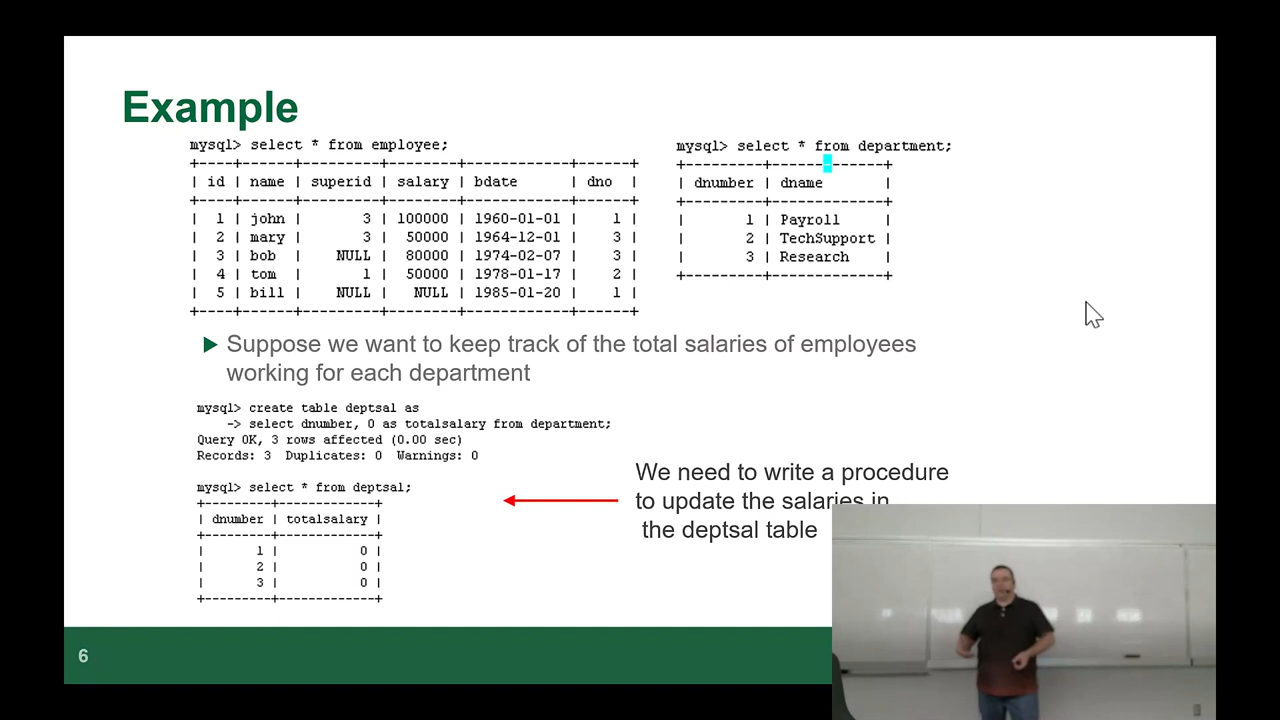 Example
mysql> select * from employee;
+----+------+---------+--------+------------+------+
| id | name | superid | salary | bdate | dno |
+----+------+---------+--------+------------+------+
| 1 | john | 3 | 100000 | 1960-01-01 | 1 |
| 2 | mary | 3 | 50000 | 1964-12-01 | 3 |
| 3 | bob | NULL | 80000 | 1974-02-07 | 3 |
| 4 | tom | 1 | 50000 | 1978-01-17 | 2 |
| 5 | bill | NULL | NULL | 1985-01-20 | 1 |
+----+------+---------+--------+------------+------+
mysql> select * from department;
+---------+-------------+
| dnumber | dname |
+---------+-------------+
| 1 | Payroll |
| 2 | TechSupport |
| 3 | Research |
+---------+-------------+
Suppose we want to keep track of the total salaries of employees
working for each department
mysql> create table deptsal as
-> select dnumber, 0 as totalsalary from department;
Query OK, 3 rows affected (0.00 sec)
Records: 3 Duplicates: 0 Warnings: 0
mysql> select * from deptsal;
+---------+-------------+
| dnumber | totalsalary |
+---------+-------------+
| 1 | 0 |
| 2 | 0 |
| 3 | 0 |
+---------+-------------+
We need to write a procedure
to update the salaries in
the deptsal table
6